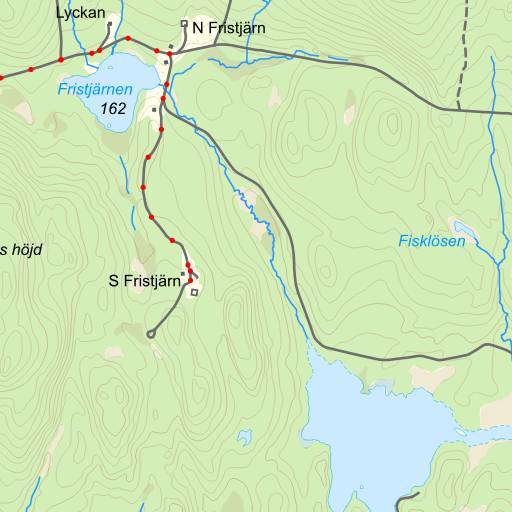 Lyckan
N Fristjärn
Fristjärnen
162
Fisklösen
s höjd
S Fristjärn